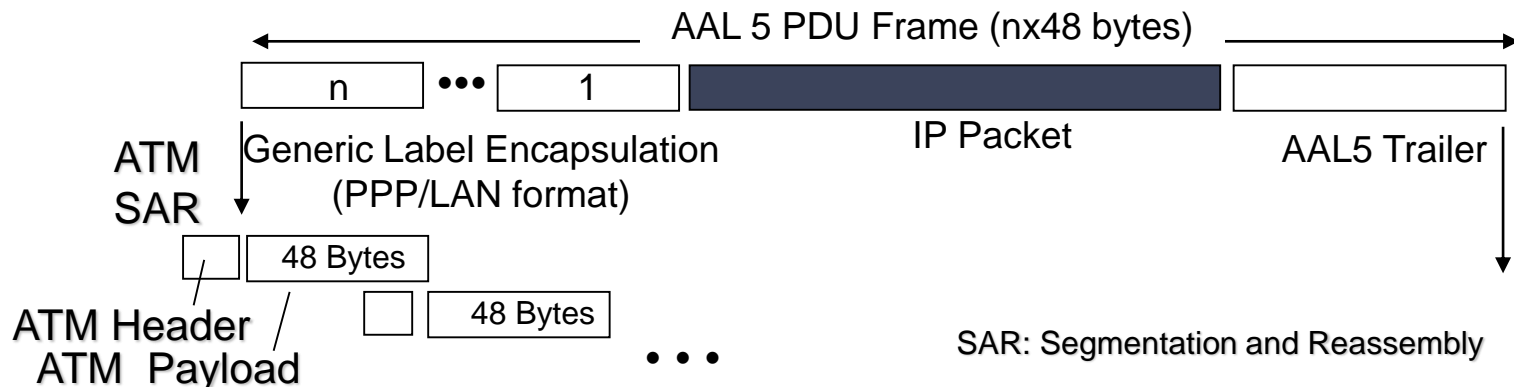 AAL 5 PDU Frame (nx48 bytes)
n ••• 1
IP Packet
AAL5 Trailer
Generic Label Encapsulation
(PPP/LAN format)
ATM
SAR
48 Bytes
48 Bytes
ATM Header
ATM Payload
• • •
SAR: Segmentation and Reassembly